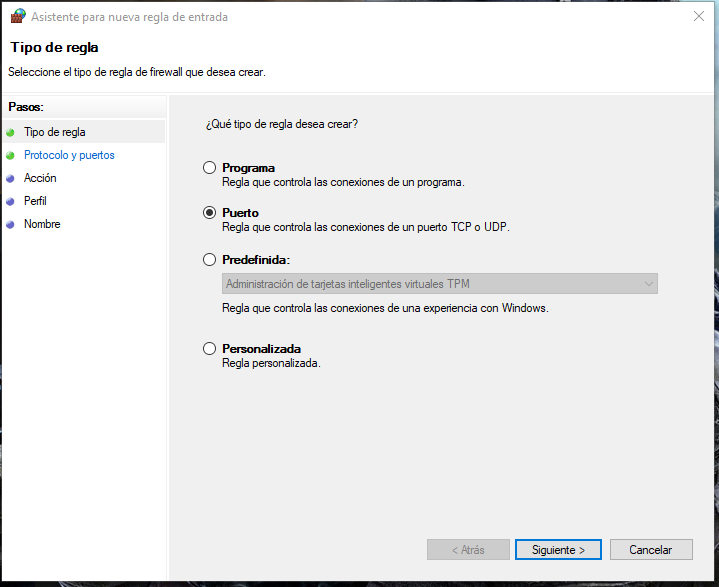 Asistente para nueva regla de entrada
Tipo de regla
Seleccione el tipo de regla de firewall que desea crear.
Pasos:
Tipo de regla
Protocolo y puertos
Acción
Perfil
Nombre
¿Qué tipo de regla desea crear?
Programa
Regla que controla las conexiones de un programa.
Puerto
Regla que controla las conexiones de un puerto TCP o UDP.
Predefinida:
Administración de tarjetas inteligentes virtuales TPM
Regla que controla las conexiones de una experiencia con Windows.
Personalizada
Regla personalizada.
< Atrás
Siguiente >
Cancelar